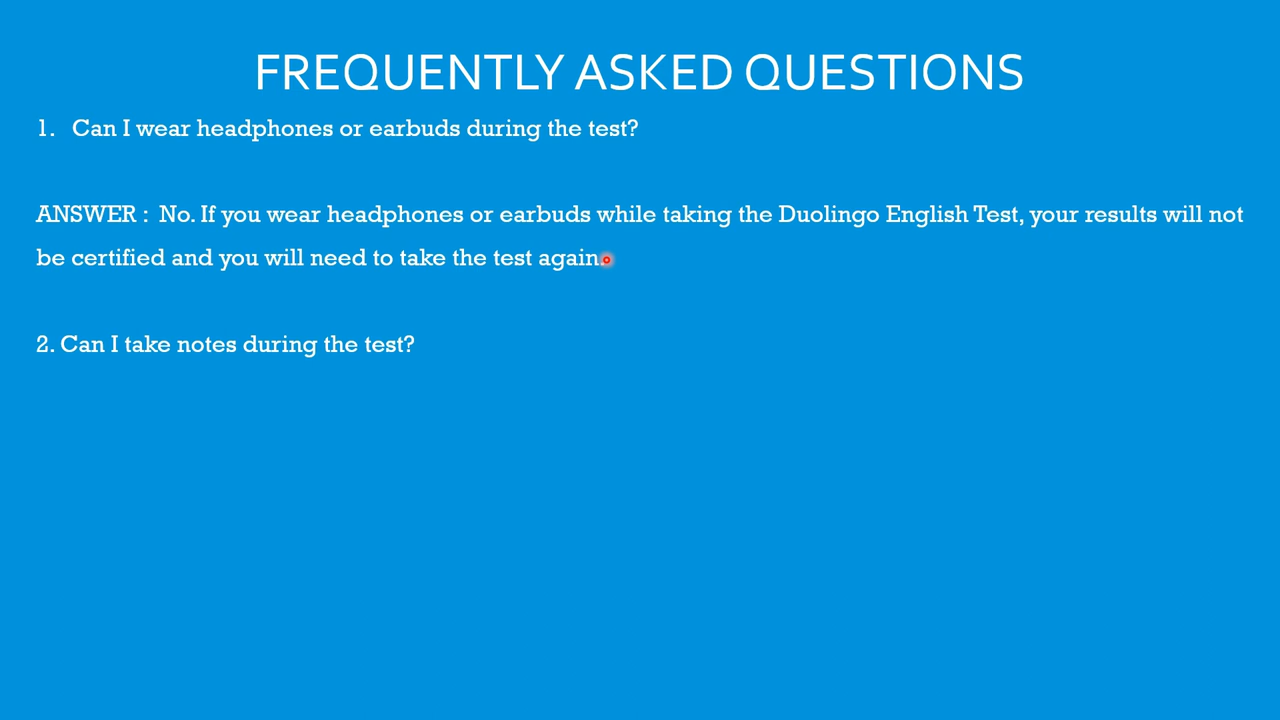 FREQUENTLY ASKED QUESTIONS
1. Can I wear headphones or earbuds during the test?
ANSWER : No. If you wear headphones or earbuds while taking the Duolingo English Test, your results will not
be certified and you will need to take the test again.
2. Can I take notes during the test?